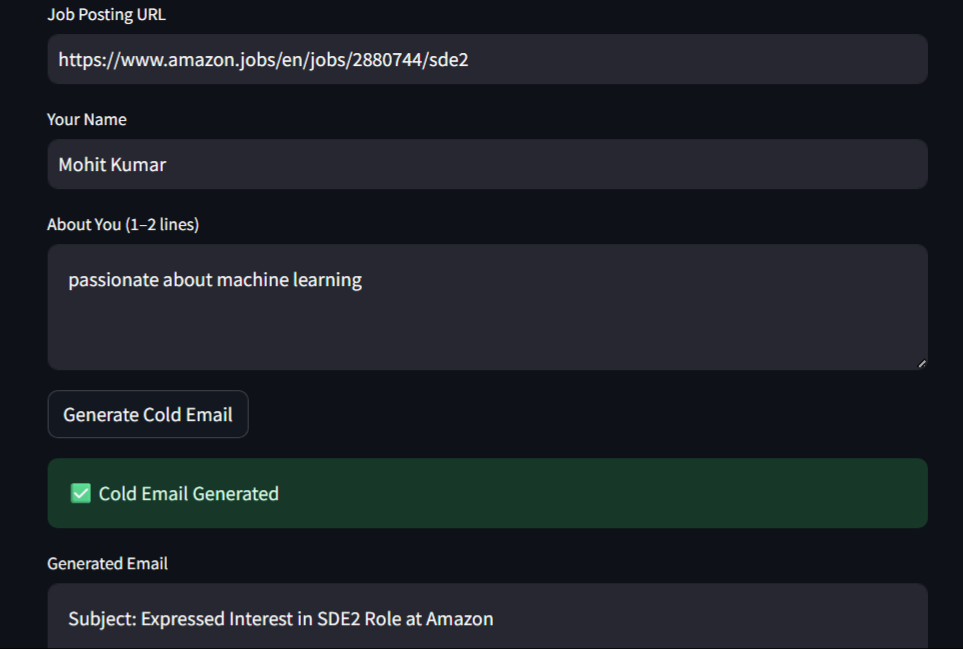 Job Posting URL
https://www.amazon.jobs/en/jobs/2880744/sde2
Your Name
Mohit Kumar
About You (1–2 lines)
passionate about machine learning
Generate Cold Email
✅ Cold Email Generated
Generated Email
Subject: Expressed Interest in SDE2 Role at Amazon